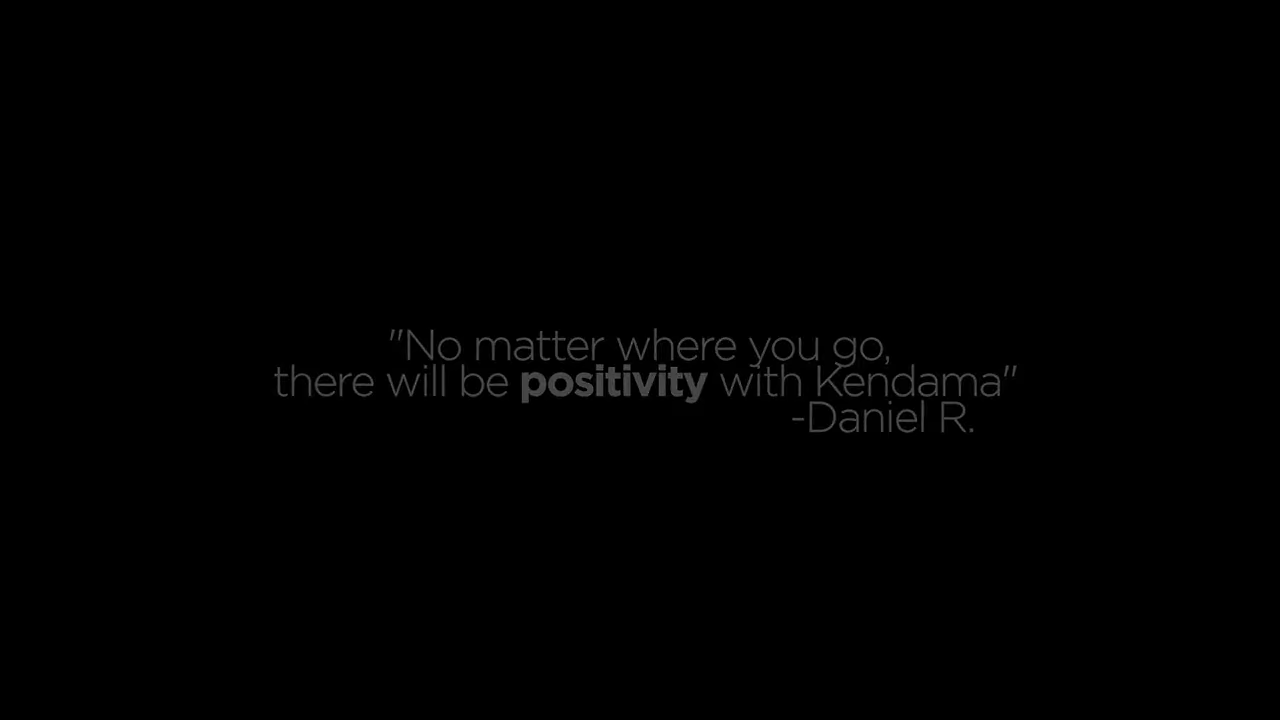 "No matter where you go,
there will be positivity with Kendama"
-Daniel R.